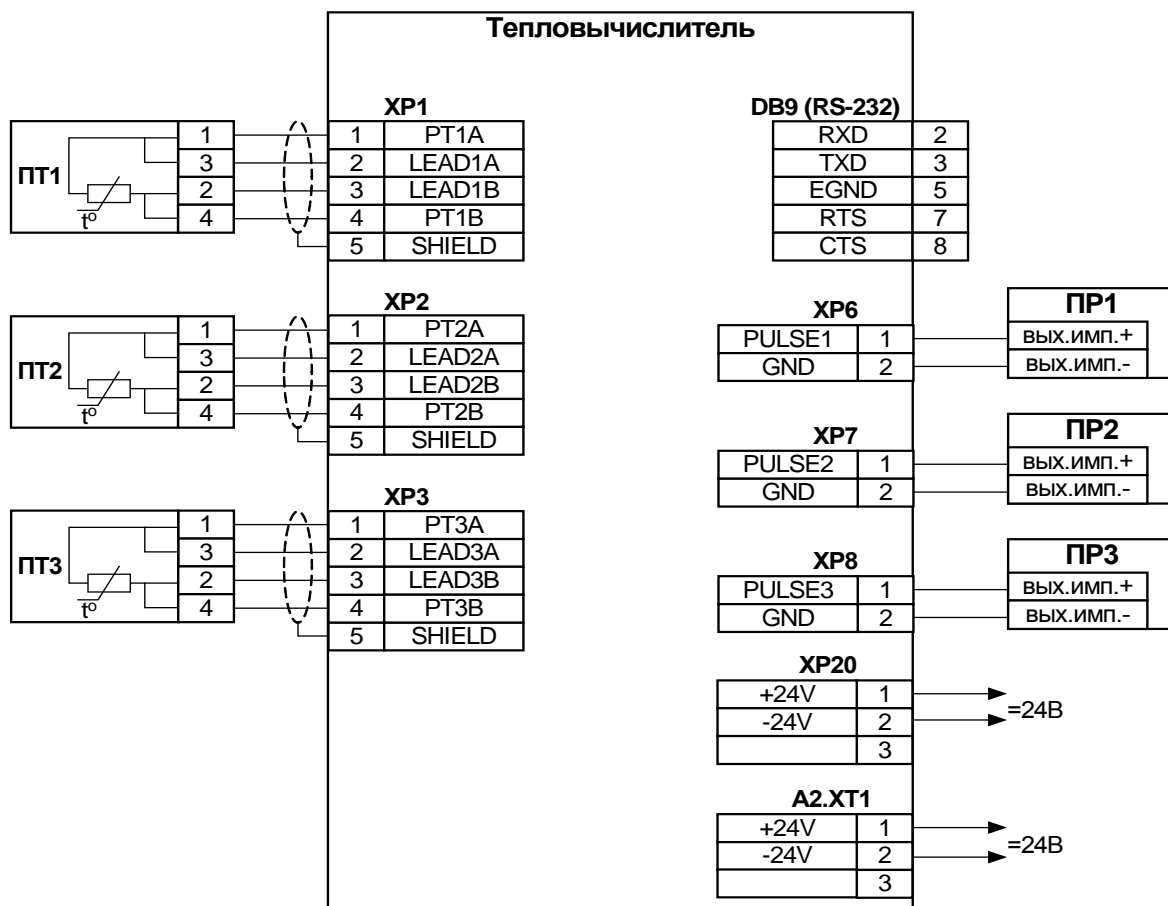 Тепловычислитель
XP1
ПТ1
1
3
2
4
tº
1 PT1A
2 LEAD1A
3 LEAD1B
4 PT1B
5 SHIELD
XP2
ПТ2
1
3
2
4
tº
1 PT2A
2 LEAD2A
3 LEAD2B
4 PT2B
5 SHIELD
XP3
ПТ3
1
3
2
4
tº
1 PT3A
2 LEAD3A
3 LEAD3B
4 PT3B
5 SHIELD
DB9 (RS-232)
RXD 2
TXD 3
EGND 5
RTS 7
CTS 8
XP6
PULSE1 1
GND 2
ПР1
вых.имп.+
вых.имп.-
XP7
PULSE2 1
GND 2
ПР2
вых.имп.+
вых.имп.-
XP8
PULSE3 1
GND 2
ПР3
вых.имп.+
вых.имп.-
XP20
+24V 1
-24V 2
3
=24В
A2.XT1
+24V 1
-24V 2
3
=24В